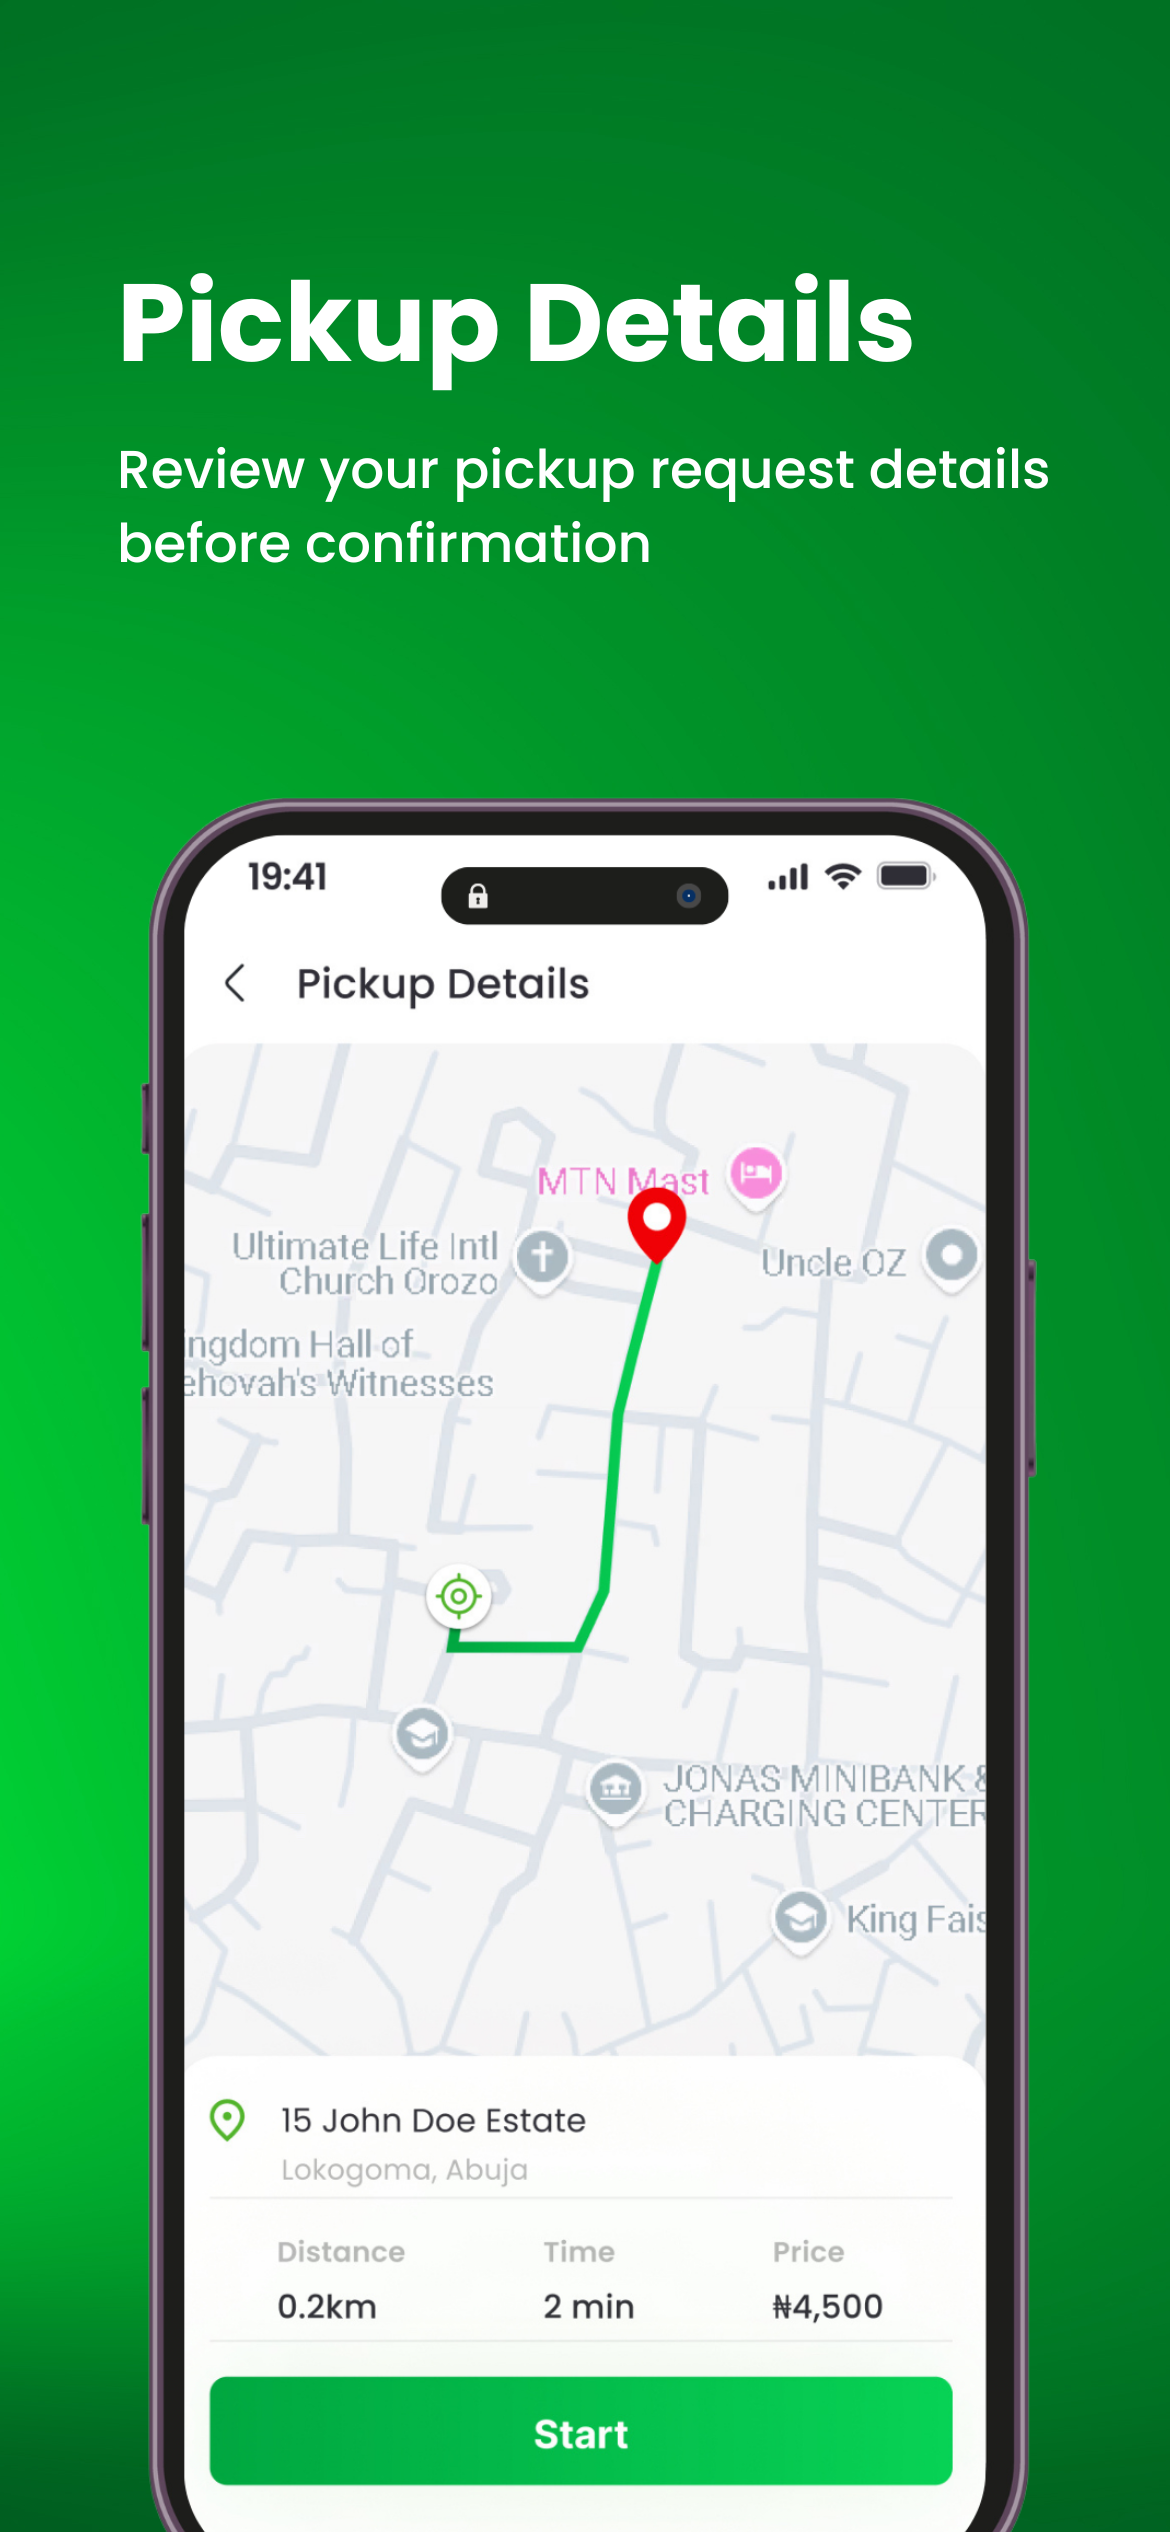 Pickup Details
Review your pickup request details
before confirmation
19:41
Pickup Details
MTN Mast
Ultimate Life Intl
Church Orozo
Uncle OZ
ingdom Hall of
ehovah's Witnesses
JONAS MINIBANK &
CHARGING CENTER
King Fais
15 John Doe Estate
Lokogoma, Abuja
Distance Time Price
0.2km 2 min ₦4,500
Start